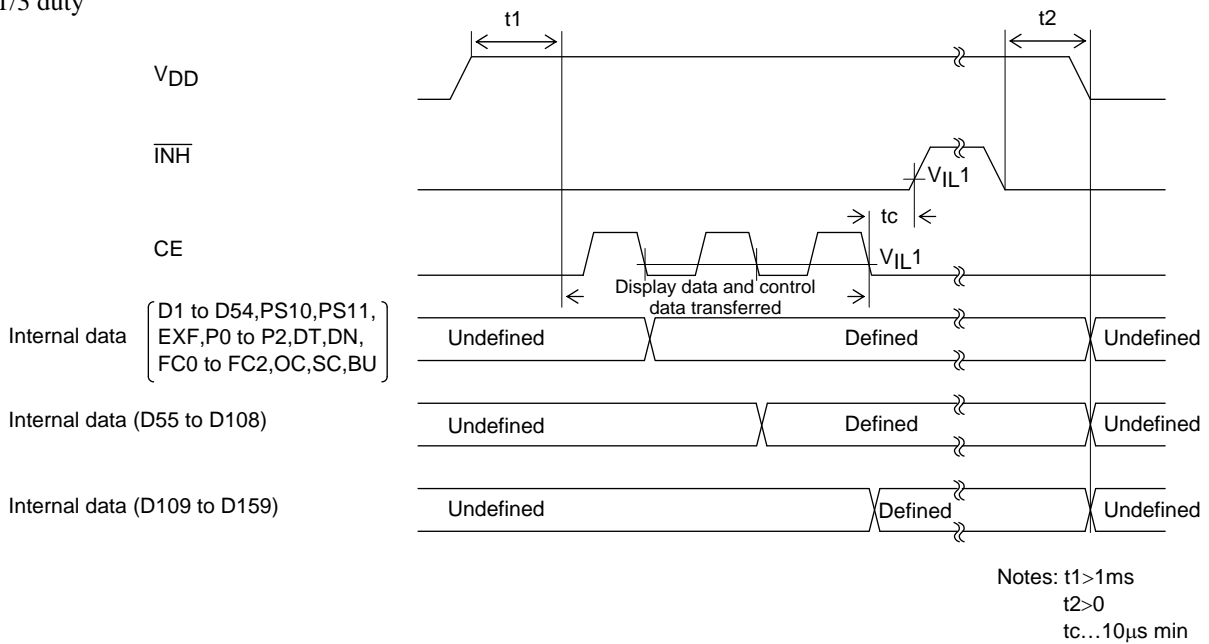 1/3 duty
t1
t2
VDD
INH
VIL1
tc
CE
VIL1
Display data and control
data transferred
Internal data
D1 to D54,PS10,PS11,
EXF,P0 to P2,DT,DN,
FC0 to FC2,OC,SC,BU
Undefined
Defined
Undefined
Internal data (D55 to D108)
Undefined
Defined
Undefined
Internal data (D109 to D159)
Undefined
Defined
Undefined
Notes: t1>1ms
t2>0
tc…10μs min